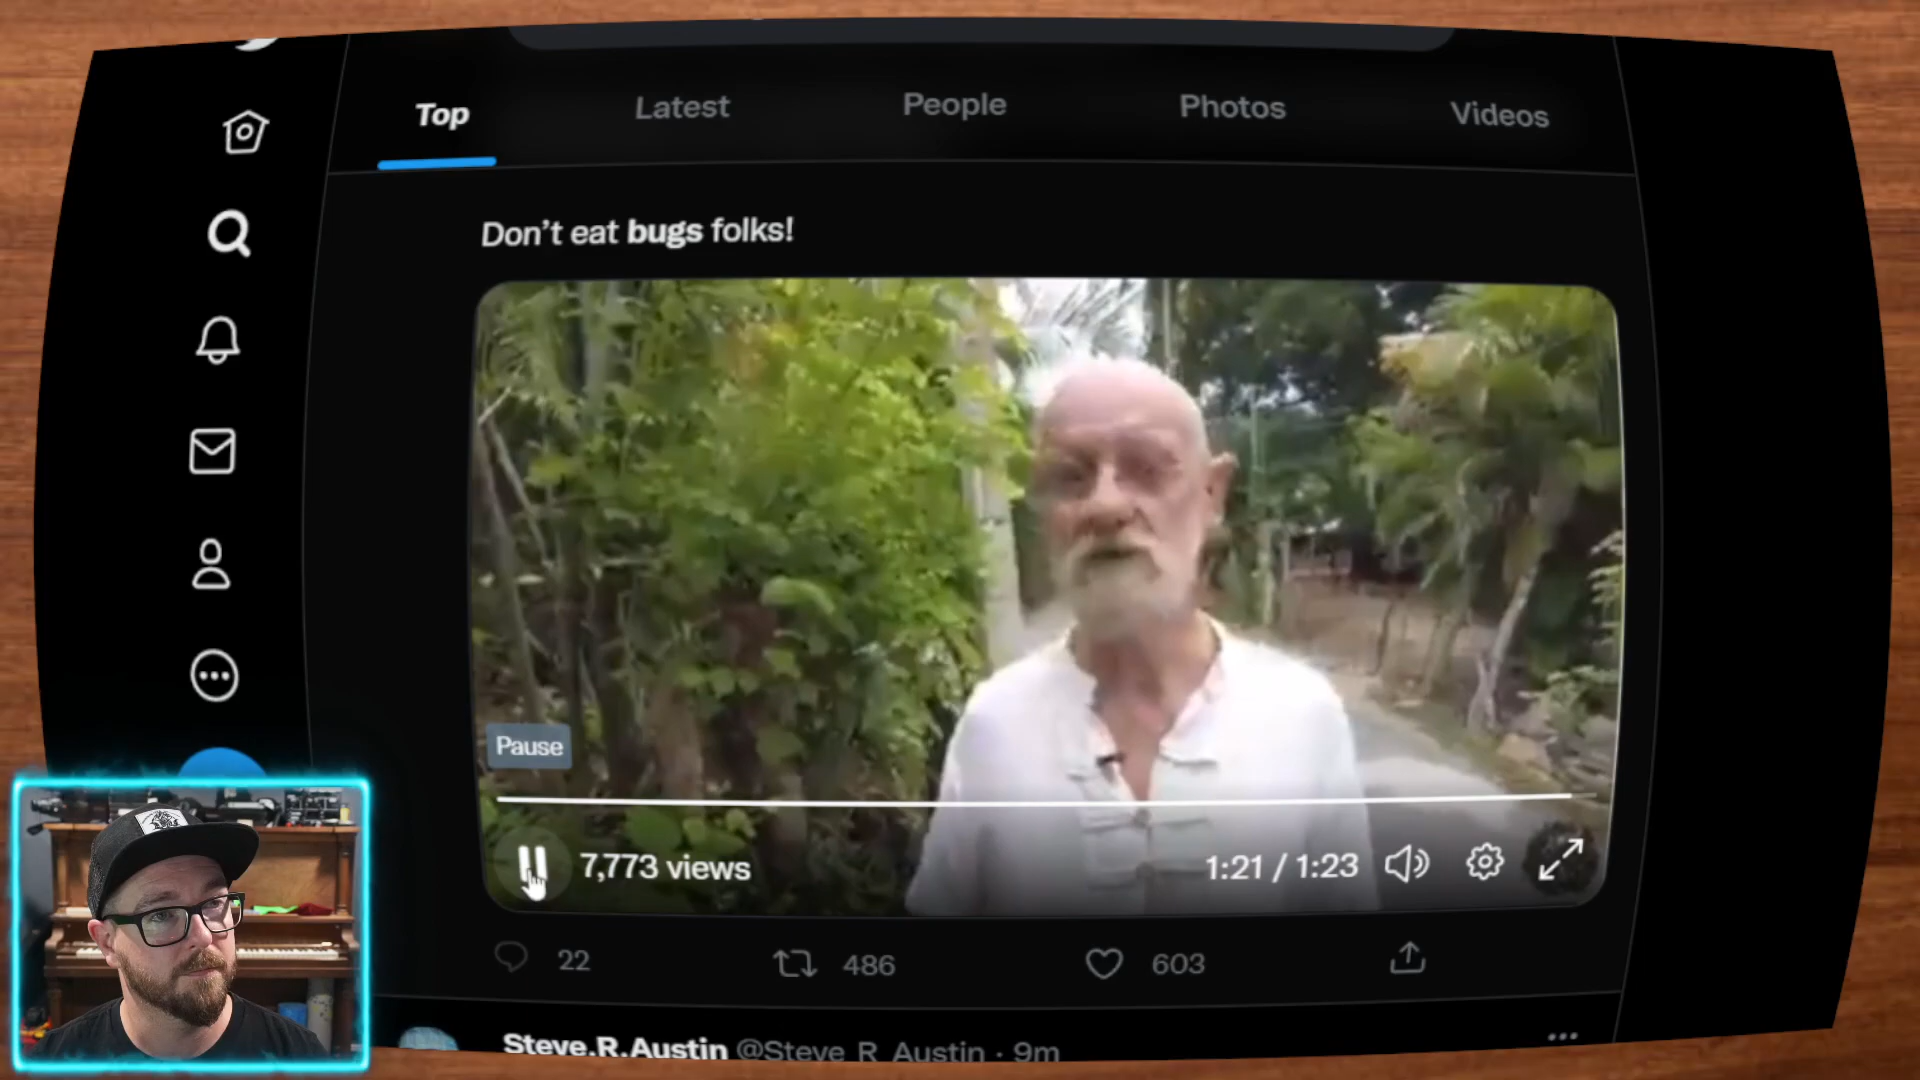 Top
Latest
People
Photos
Videos
Don't eat bugs folks!
Pause
7,773 views
1:21 / 1:23
22
486
603
Steve.R.Austin @Steve_R_Austin · 9m